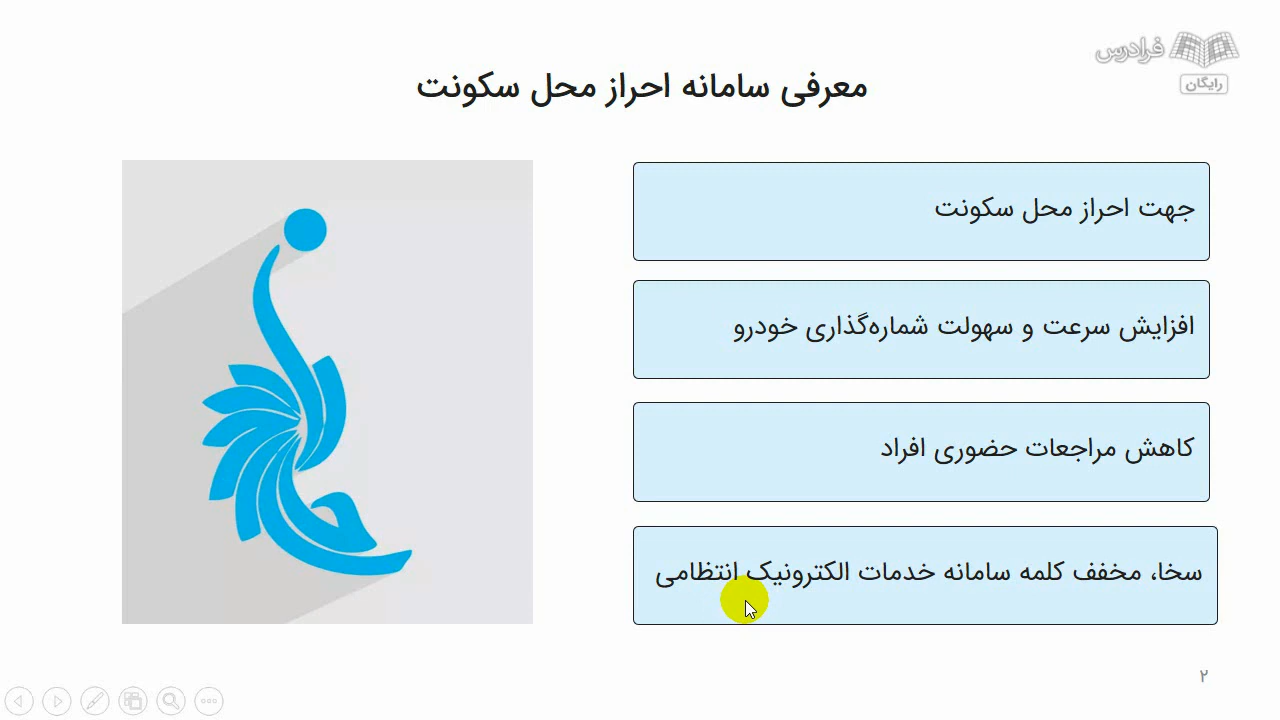 فرادرس
رایگان
معرفی سامانه احراز محل سکونت
جهت احراز محل سکونت
افزایش سرعت و سهولت شماره‌گذاری خودرو
کاهش مراجعات حضوری افراد
سخا، مخفف کلمه سامانه خدمات الکترونیک انتظامی
۲